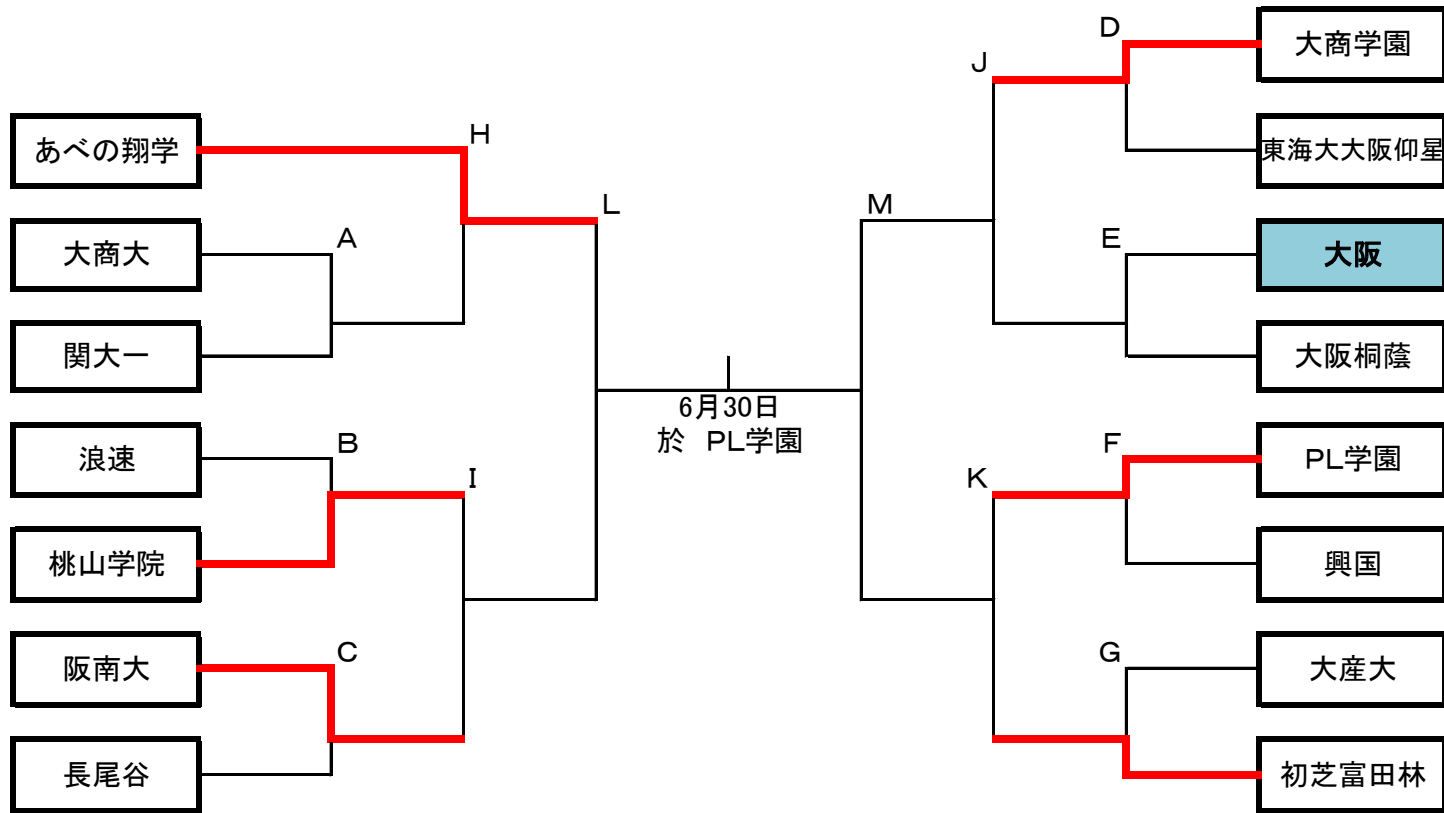 D
大商学園
J
あべの翔学
H
東海大大阪仰星
L
M
大商大
A
E
大阪
関大一
大阪桐蔭
6月30日
於　PL学園
浪速
B
I
F
PL学園
K
桃山学院
興国
阪南大
C
G
大産大
長尾谷
初芝富田林